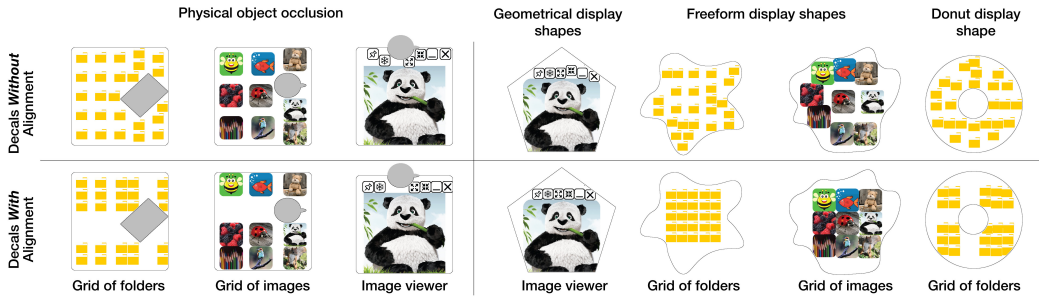 Physical object occlusion
Geometrical display
shapes
Freeform display shapes
Donut display
shape
Decals Without
Alignment
Decals With
Alignment
Grid of folders
Grid of images
Image viewer
Image viewer
Grid of folders
Grid of images
Grid of folders